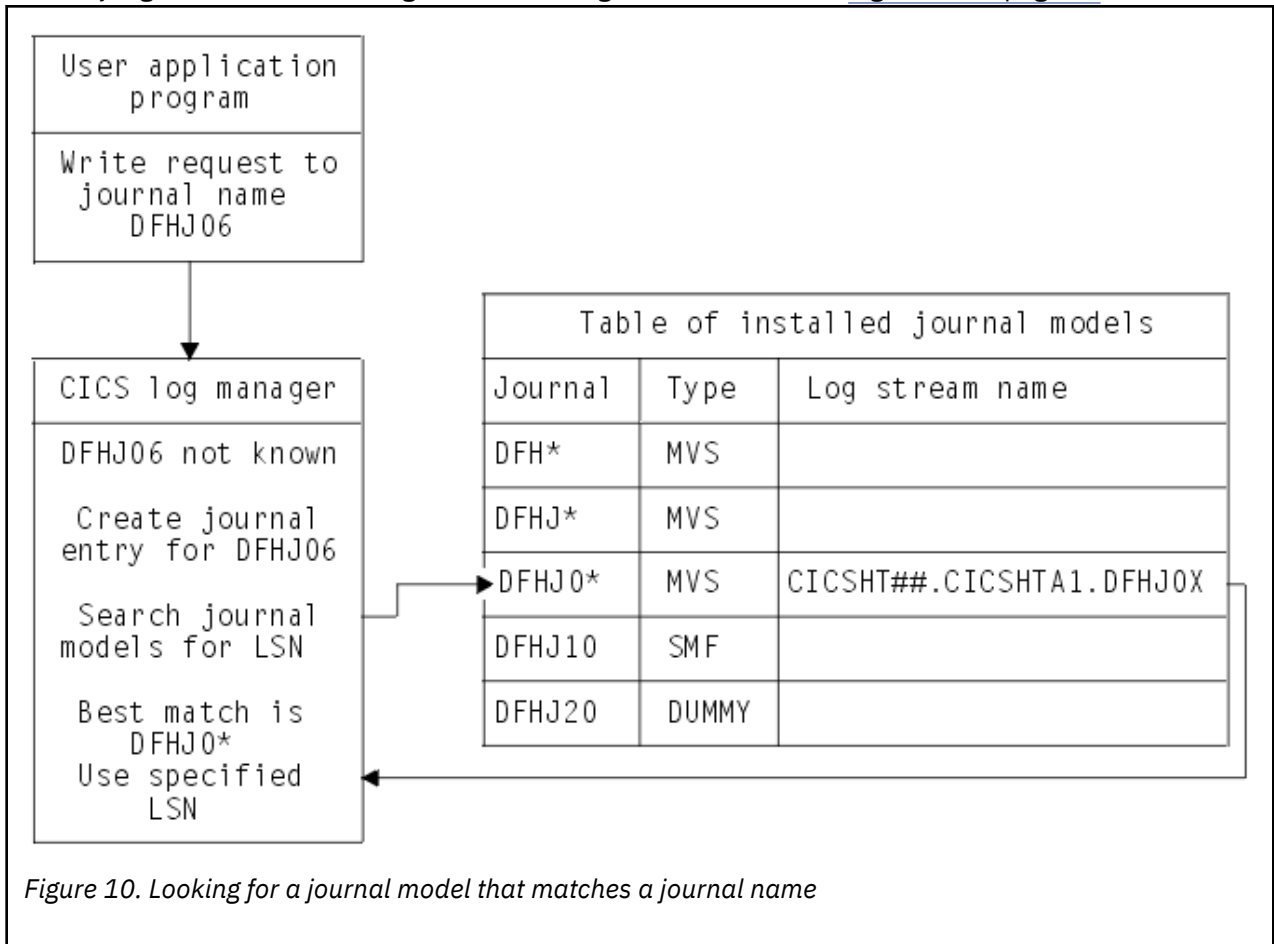 User application
program
Write request to
journal name
DFHJ06
CICS log manager
DFHJ06 not known
Create journal
entry for DFHJ06
Search journal
models for LSN
Best match is
DFHJ0*
Use specified
LSN
Table of installed journal models
Journal Type Log stream name
DFH* MVS
DFHJ* MVS
DFHJ0* MVS CICSHT##.CICSHTA1.DFHJ0X
DFHJ10 SMF
DFHJ20 DUMMY
Figure 10. Looking for a journal model that matches a journal name